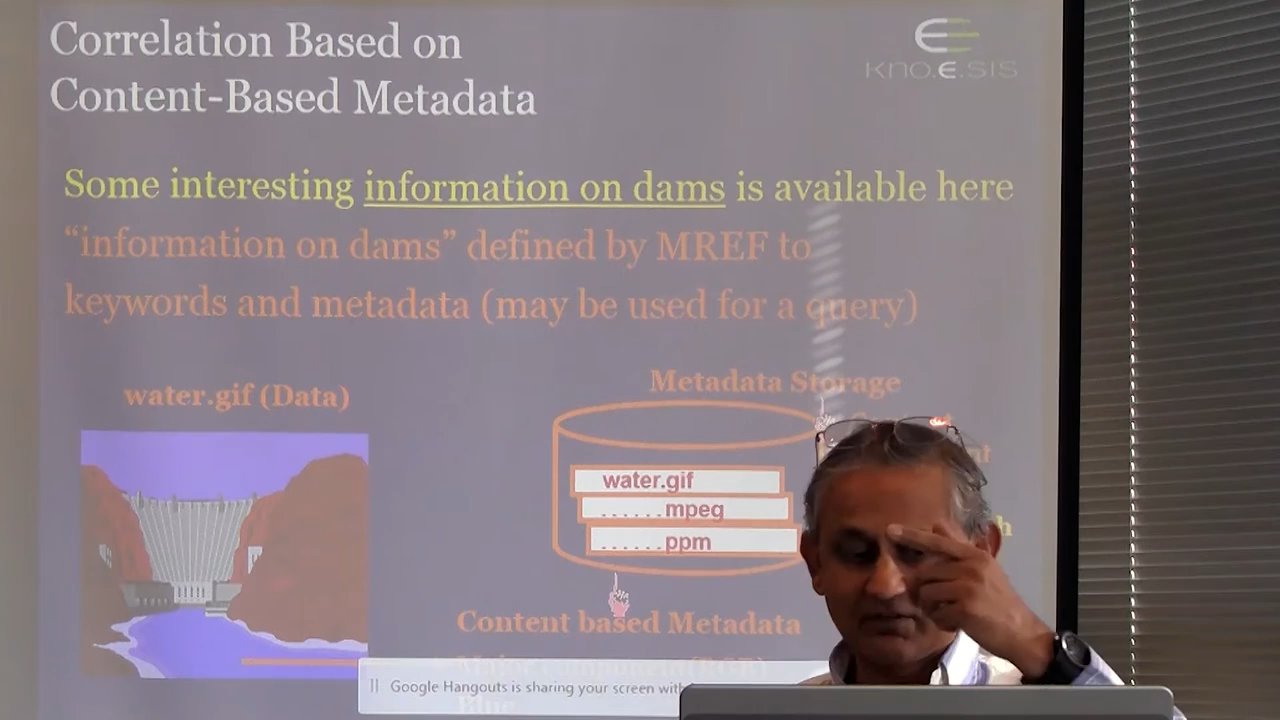 Correlation Based on
Content-Based Metadata
kno.e.sis
Some interesting information on dams is available here
“information on dams” defined by MREF to
keywords and metadata (may be used for a query)
water.gif (Data)
Metadata Storage
water.gif
......mpeg
......ppm
Content based Metadata
Google Hangouts is sharing your screen with
Blue